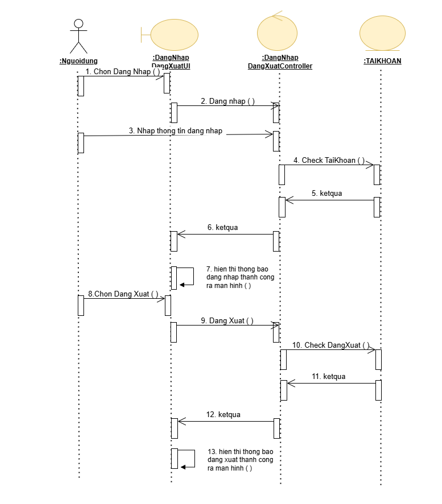 :Nguoidung
:DangNhap
DangXuatUI
:DangNhap
DangXuatController
:TAIKHOAN
1. Chon Dang Nhap ( )
2. Dang nhap ( )
3. Nhap thong tin dang nhap
4. Check TaiKhoan ( )
5. ketqua
6. ketqua
7. hien thi thong bao
dang nhap thanh cong
ra man hinh ( )
8.Chon Dang Xuat ( )
9. Dang Xuat ( )
10. Check DangXuat ( )
11. ketqua
12. ketqua
13. hien thi thong bao
dang xuat thanh cong
ra man hinh ( )